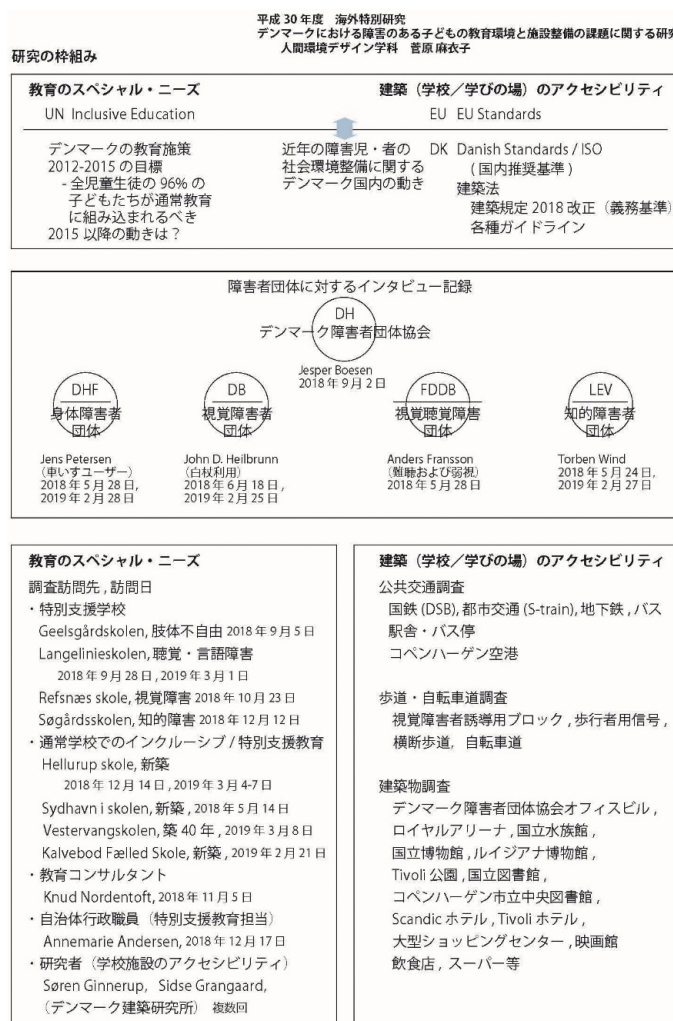 平成 30 年度　海外特別研究
デンマークにおける障害のある子どもの教育環境と施設整備の課題に関する研究
人間環境デザイン学科　菅原 麻衣子
研究の枠組み
教育のスペシャル・ニーズ
UN Inclusive Education
デンマークの教育施策
2012-2015 の目標
- 全児童生徒の 96% の
子どもたちが通常教育
に組み込まれるべき
2015 以降の動きは？
近年の障害児・者の
社会環境整備に関する
デンマーク国内の動き
建築（学校／学びの場）のアクセシビリティ
EU EU Standards
DK Danish Standards / ISO
( 国内推奨基準 )
建築法
建築規定 2018 改正（義務基準）
各種ガイドライン
障害者団体に対するインタビュー記録
DH
デンマーク障害者団体協会
Jesper Boesen
2018 年 9 月 2 日
DHF
身体障害者
団体
Jens Petersen
（車いすユーザー）
2018 年 5 月 28 日 ,
2019 年 2 月 28 日
DB
視覚障害者
団体
John D. Heilbrunn
（白杖利用）
2018 年 6 月 18 日 ,
2019 年 2 月 25 日
FDDB
視覚聴覚障害
団体
Anders Fransson
（難聴および弱視）
2018 年 5 月 28 日
LEV
知的障害者
団体
Torben Wind
2018 年 5 月 24 日 ,
2019 年 2 月 27 日
教育のスペシャル・ニーズ
調査訪問先 , 訪問日
・特別支援学校
Geelsgårdskolen, 肢体不自由 2018 年 9 月 5 日
Langelinieskolen, 聴覚・言語障害
2018 年 9 月 28 日 , 2019 年 3 月 1 日
Refsnæs skole, 視覚障害 2018 年 10 月 23 日
Søgårdsskolen, 知的障害 2018 年 12 月 12 日
・通常学校でのインクルーシブ / 特別支援教育
Hellurup skole, 新築
2018 年 12 月 14 日 , 2019 年 3 月 4-7 日
Sydhavn i skolen, 新築 , 2018 年 5 月 14 日
Vestervangskolen, 築 40 年 , 2019 年 3 月 8 日
Kalvebod Fælled Skole, 新築 , 2019 年 2 月 21 日
・教育コンサルタント
Knud Nordentoft, 2018 年 11 月 5 日
・自治体行政職員（特別支援教育担当）
Annemarie Andersen, 2018 年 12 月 17 日
・研究者（学校施設のアクセシビリティ）
Søren Ginnerup, Sidse Grangaard,
（デンマーク建築研究所） 複数回
建築（学校／学びの場）のアクセシビリティ
公共交通調査
国鉄 (DSB), 都市交通 (S-train), 地下鉄 , バス
駅舎・バス停
コペンハーゲン空港
歩道・自転車道調査
視覚障害者誘導用ブロック , 歩行者用信号 ,
横断歩道, 自転車道
建築物調査
デンマーク障害者団体協会オフィスビル ,
ロイヤルアリーナ , 国立水族館 ,
国立博物館 , ルイジアナ博物館 ,
Tivoli 公園 , 国立図書館 ,
コペンハーゲン市立中央図書館 ,
Scandic ホテル , Tivoli ホテル ,
大型ショッピングセンター , 映画館
飲食店 , スーパー等